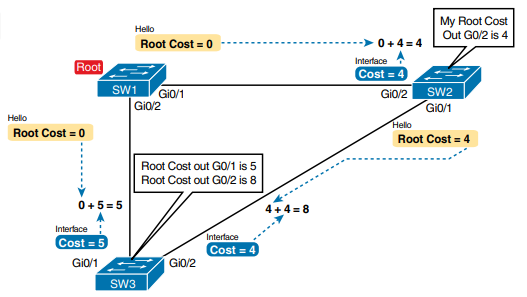 Hello
Root Cost = 0
0 + 4 = 4
My Root Cost
Out G0/2 is 4
Root
Interface
Cost = 4
SW1
Gi0/1
Gi0/2
SW2
Gi0/2
Gi0/1
Hello
Root Cost = 0
Hello
Root Cost = 4
Root Cost out G0/1 is 5
Root Cost out G0/2 is 8
0 + 5 = 5
4 + 4 = 8
Interface
Cost = 5
Interface
Cost = 4
Gi0/1
Gi0/2
SW3